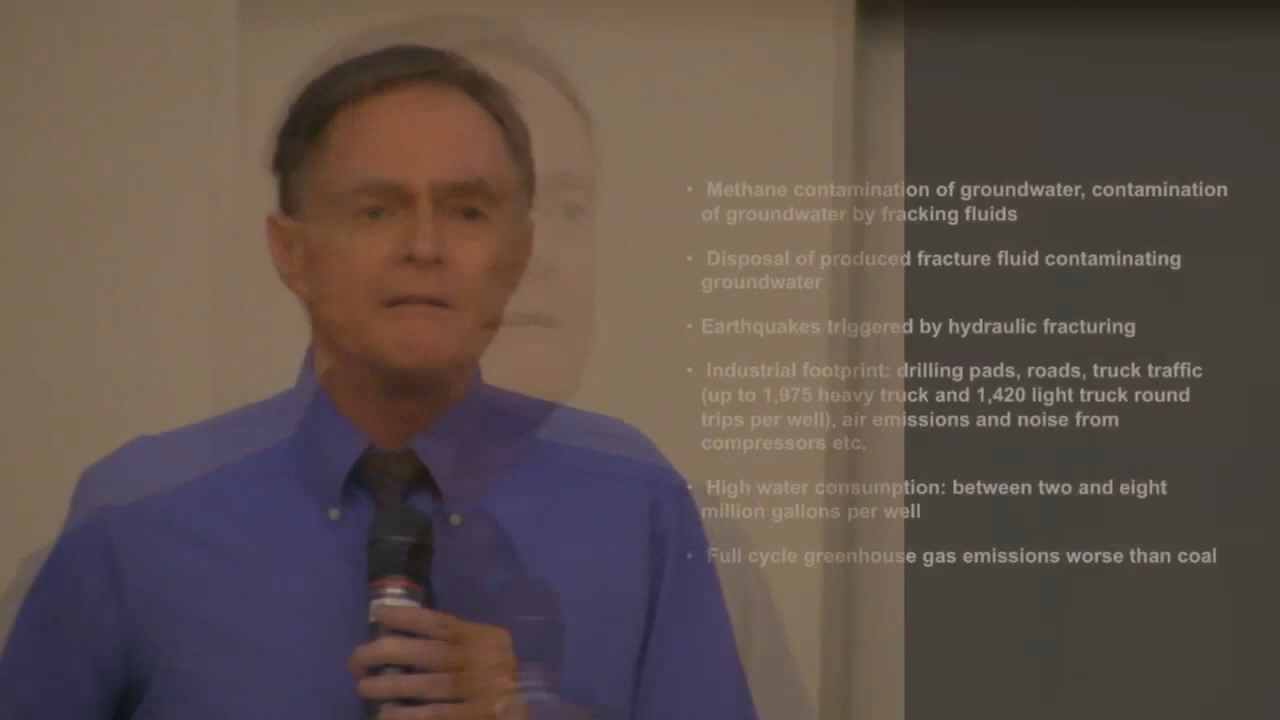 • Methane contamination of groundwater, contamination
of groundwater by fracking fluids
• Disposal of produced fracture fluid contaminating
groundwater
• Earthquakes triggered by hydraulic fracturing
• Industrial footprint: drilling pads, roads, truck traffic
(up to 1,975 heavy truck and 1,420 light truck round
trips per well), air emissions and noise from
compressors etc.
• High water consumption: between two and eight
million gallons per well
• Full cycle greenhouse gas emissions worse than coal